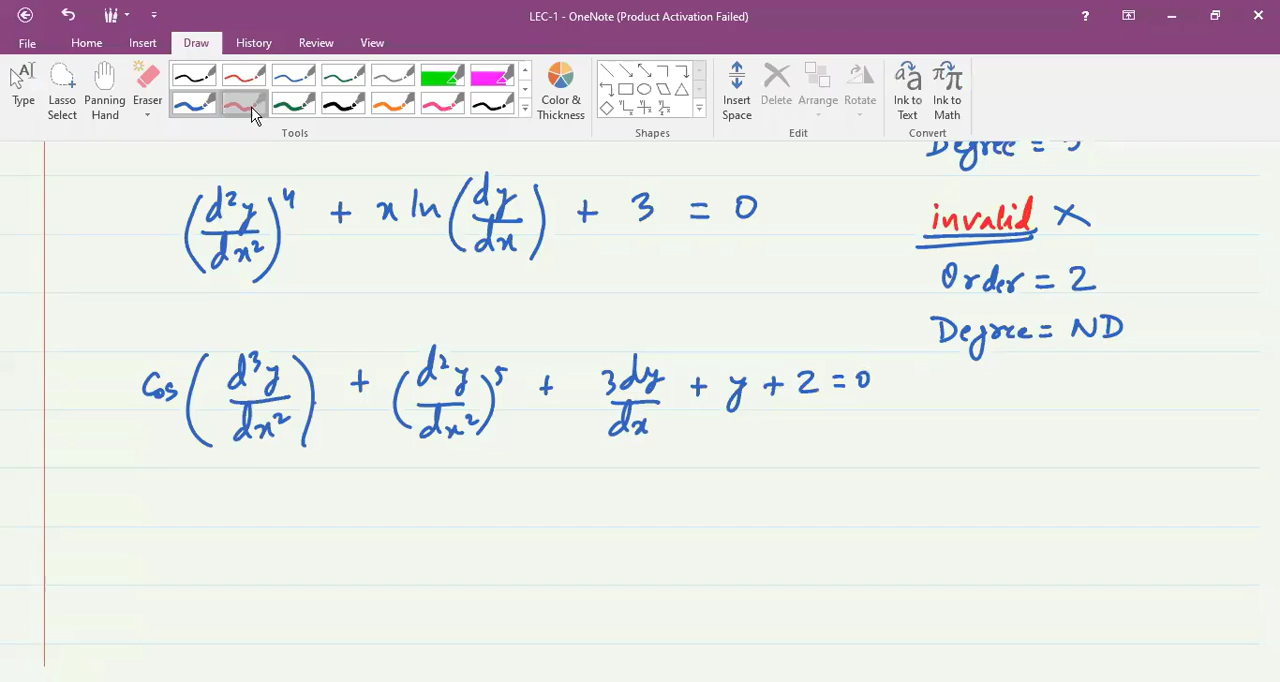 LEC-1 - OneNote (Product Activation Failed)
?
File Home Insert Draw History Review View
Type
Lasso Select
Panning Hand
Eraser
Color & Thickness
Insert Space
Delete
Arrange
Rotate
Ink to Text
Ink to Math
Tools
Shapes
Edit
Convert
Degree =
(d²y/dx²)⁴ + x ln(dy/dx) + 3 = 0
invalid ×
Order = 2
Degree = ND
Cos(d³y/dx²) + (d²y/dx²)⁵ + 3dy/dx + y + 2 = 0